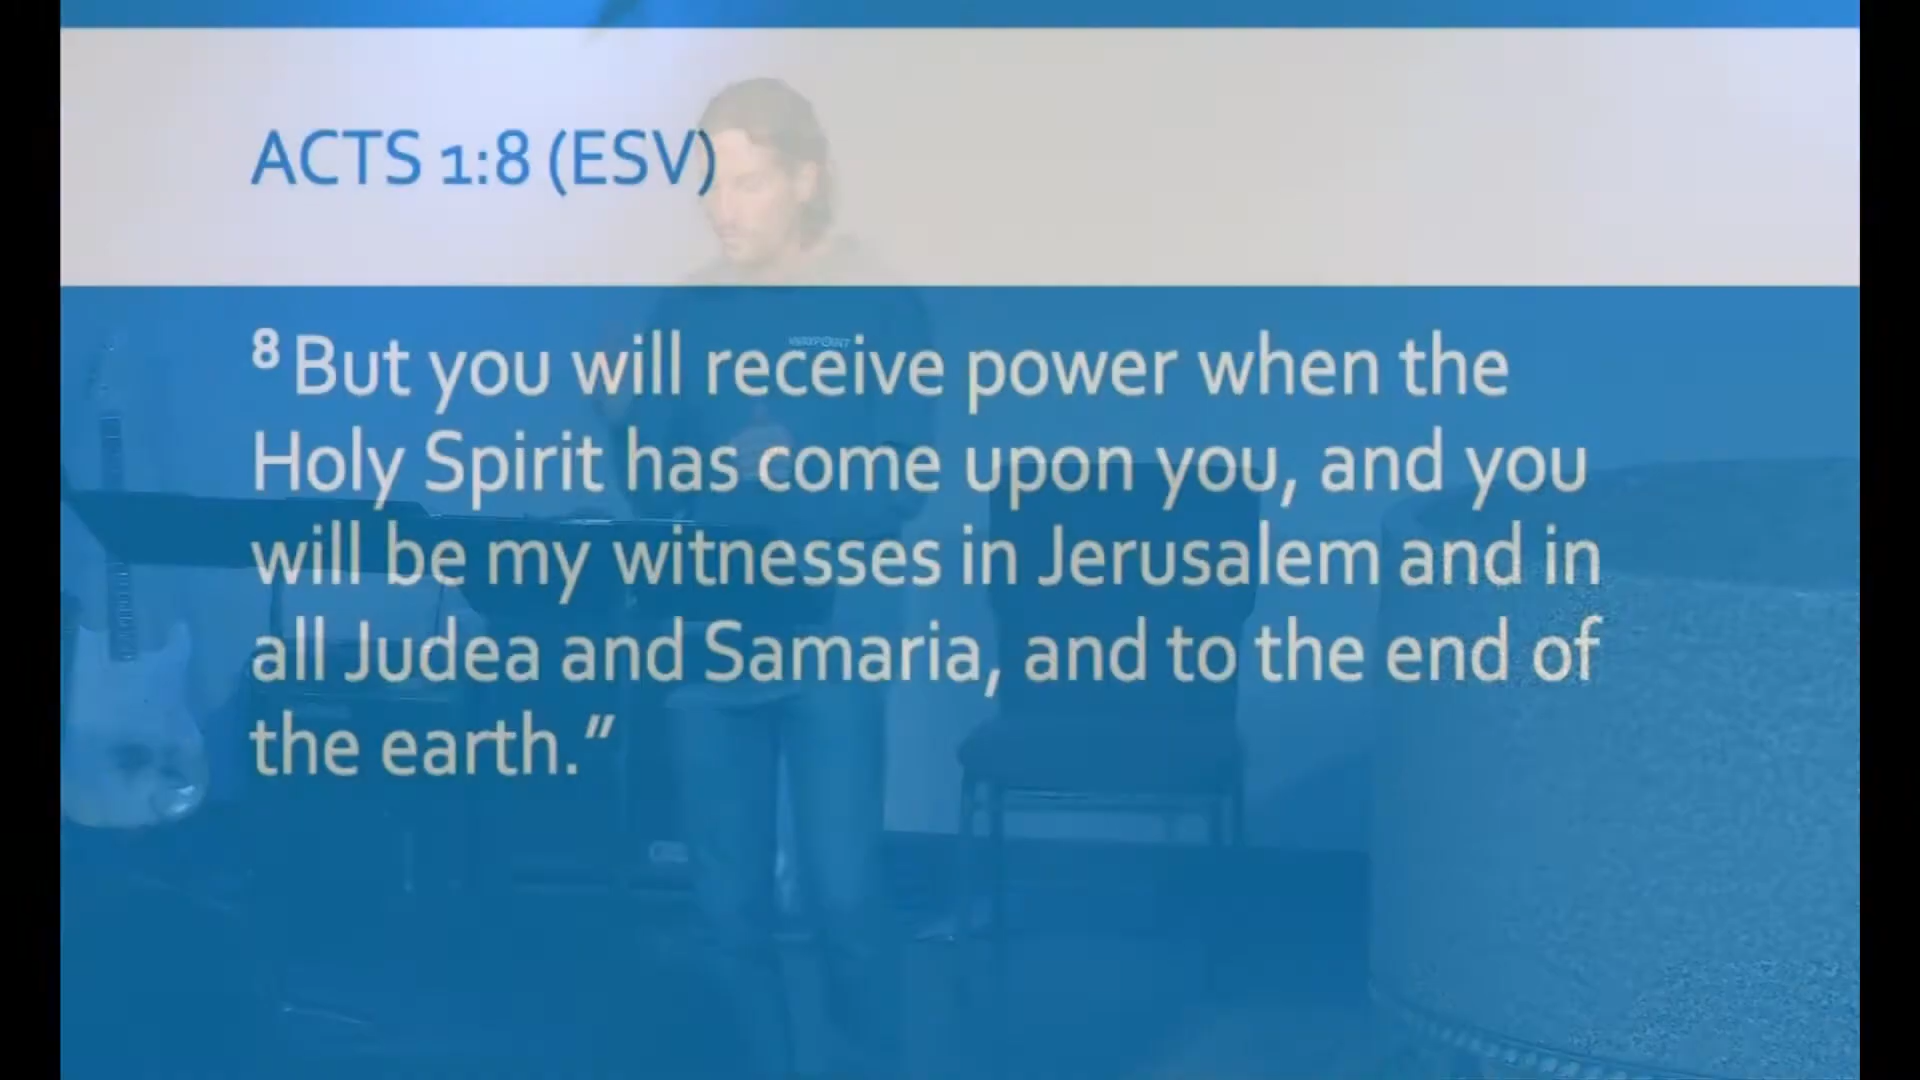 ACTS 1:8 (ESV)
WAYPOINT
8 But you will receive power when the
Holy Spirit has come upon you, and you
will be my witnesses in Jerusalem and in
all Judea and Samaria, and to the end of
the earth.”